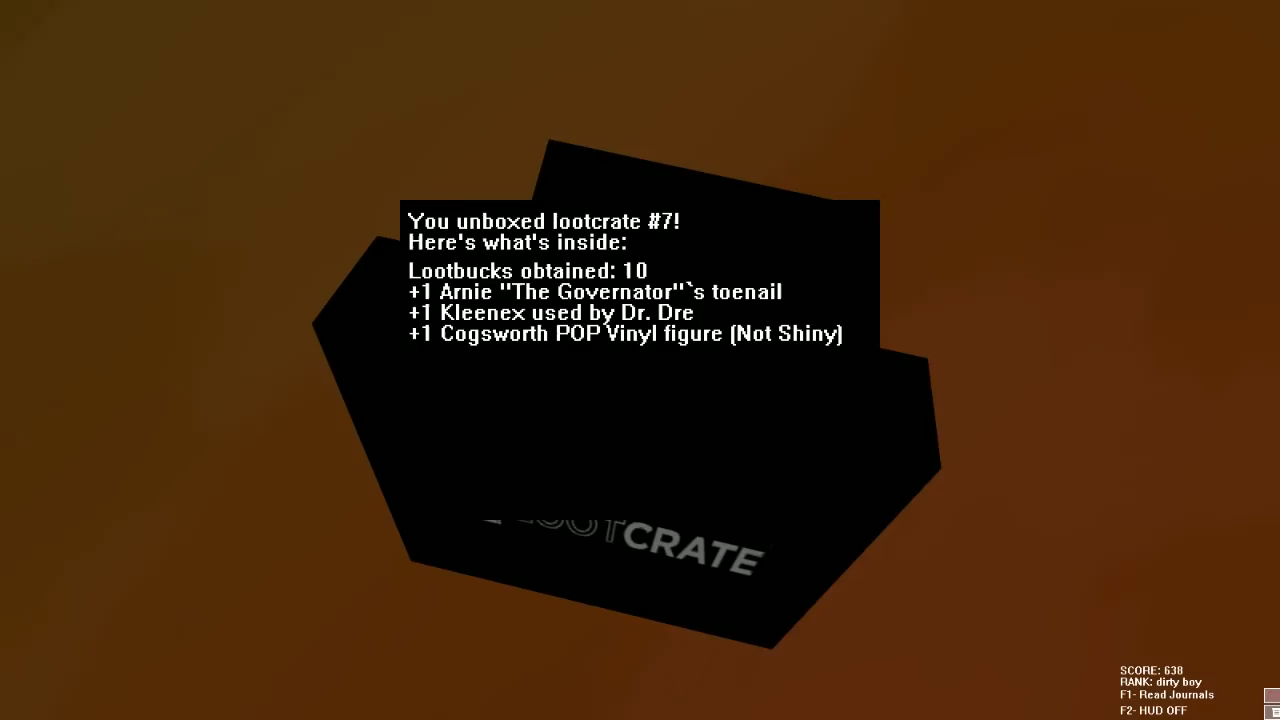 You unboxed lootcrate #7!
Here's what's inside:
Lootbucks obtained: 10
+1 Arnie "The Governator"`s toenail
+1 Kleenex used by Dr. Dre
+1 Cogsworth POP Vinyl figure (Not Shiny)
LOOTCRATE
SCORE: 638
RANK: dirty boy
F1- Read Journals
F2- HUD OFF